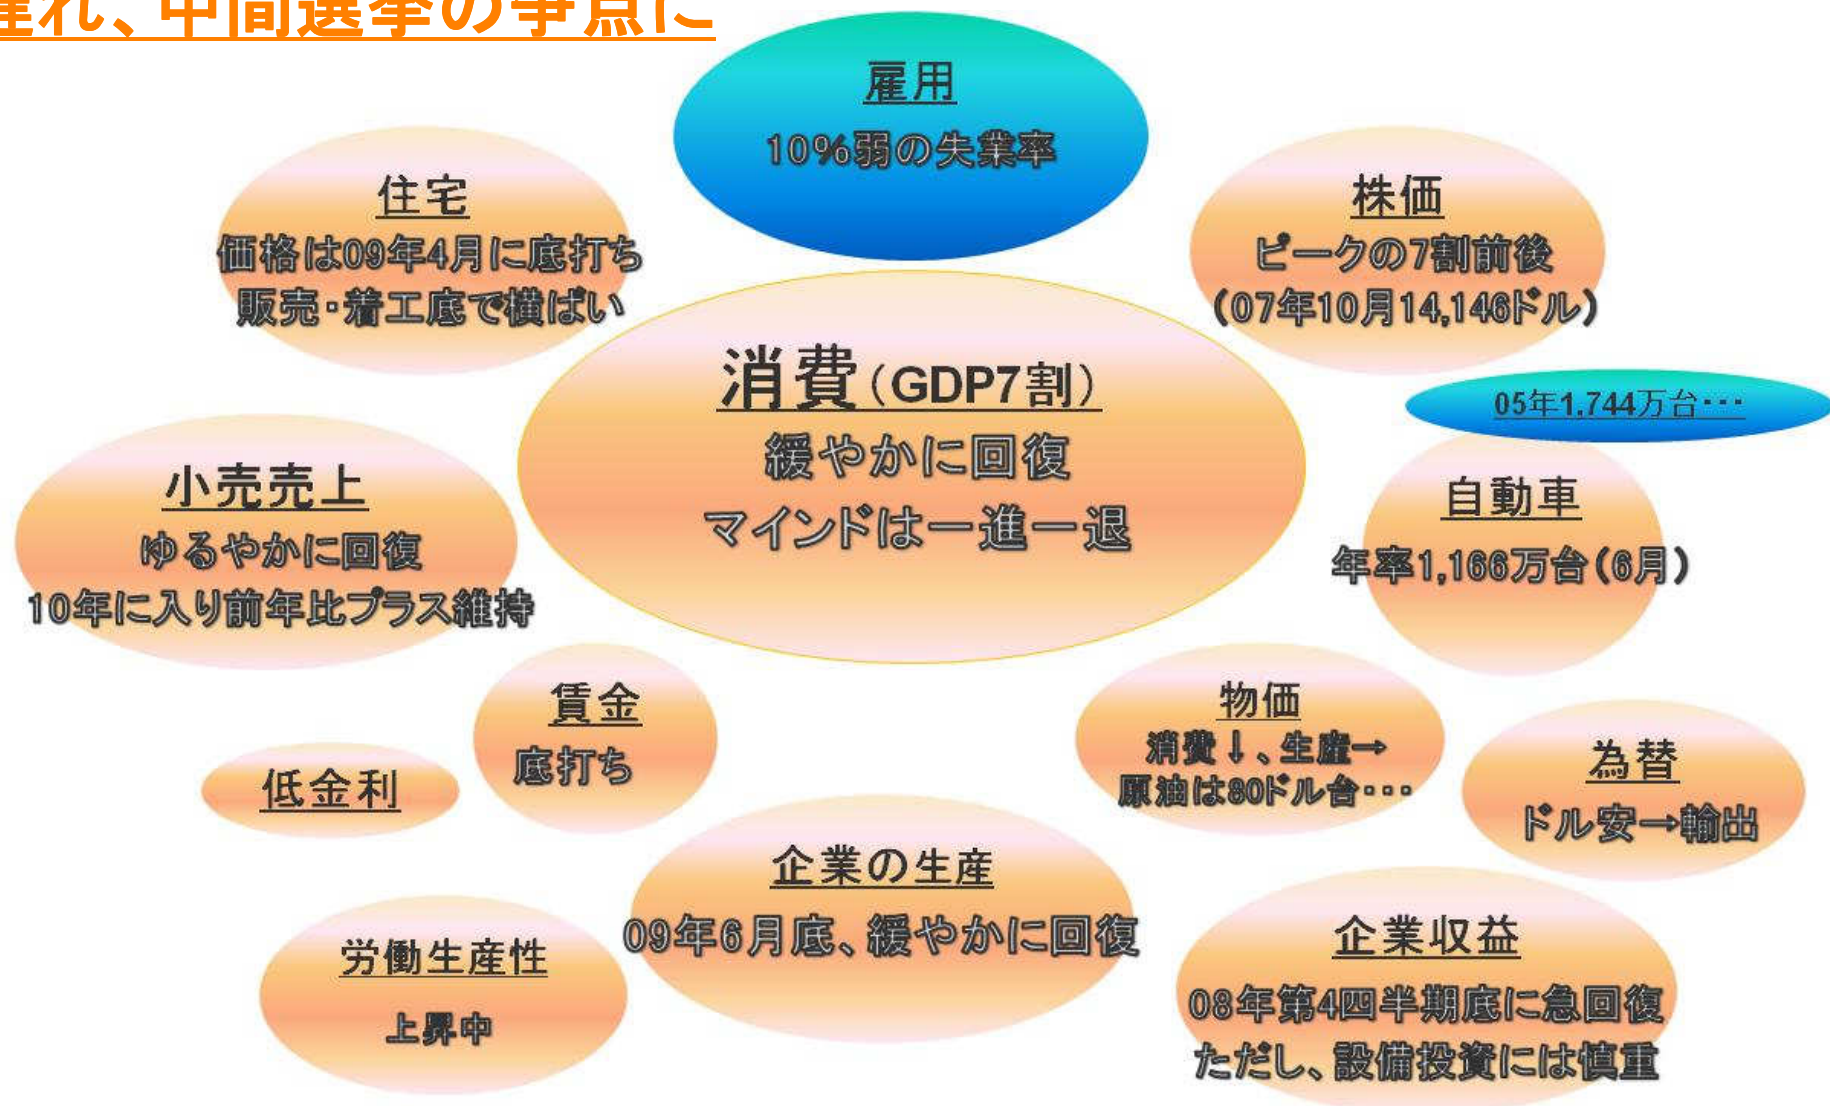 れ、中間選挙の争点に
雇用
10%弱の失業率
住宅
価格は09年4月に底打ち
販売・着工底で横ばい
株価
ピークの7割前後
(07年10月14,146ドル)
消費(GDP7割)
緩やかに回復
マインドは一進一退
05年1,744万台・・・
自動車
年率1,166万台(6月)
小売売上
ゆるやかに回復
10年に入り前年比プラス維持
賃金
底打ち
物価
消費↓、生産→
原油は80ドル台・・・
為替
ドル安→輸出
低金利
企業の生産
09年6月底、緩やかに回復
労働生産性
上昇中
企業収益
08年第4四半期底に急回復
ただし、設備投資には慎重